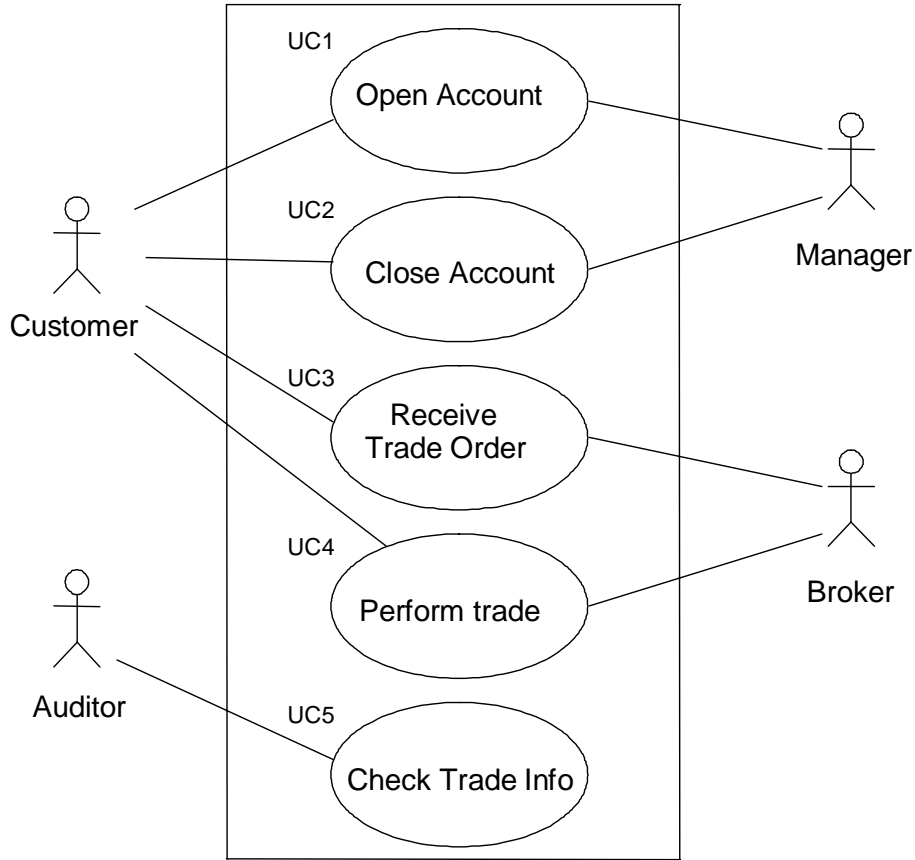 UC1
Open Account
UC2
Close Account
Manager
Customer
UC3
Receive
Trade Order
UC4
Perform trade
Broker
Auditor
UC5
Check Trade Info